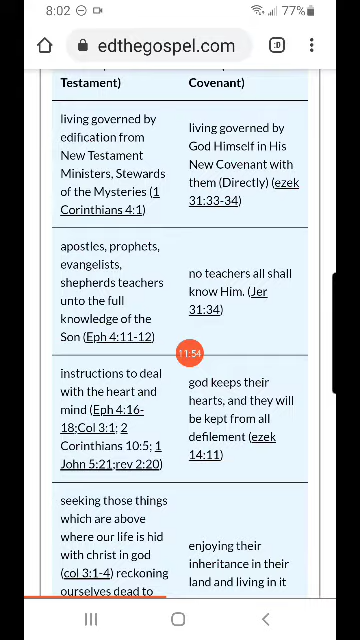 8:02
77%
edthegospel.com
:D
Testament)
Covenant)
living governed by
edification from
New Testament
Ministers, Stewards
of the Mysteries (1
Corinthians 4:1)
living governed by
God Himself in His
New Covenant with
them (Directly) (ezek
31:33-34)
apostles, prophets,
evangelists,
shepherds teachers
unto the full
knowledge of the
Son (Eph 4:11-12)
no teachers all shall
know Him. (Jer
31:34)
11:54
instructions to deal
with the heart and
mind (Eph 4:16-
18;Col 3:1; 2
Corinthians 10:5; 1
John 5:21;rev 2:20)
god keeps their
hearts, and they will
be kept from all
defilement (ezek
14:11)
seeking those things
which are above
where our life is hid
with christ in god
(col 3:1-4) reckoning
ourselves dead to
enjoying their
inheritance in their
land and living in it